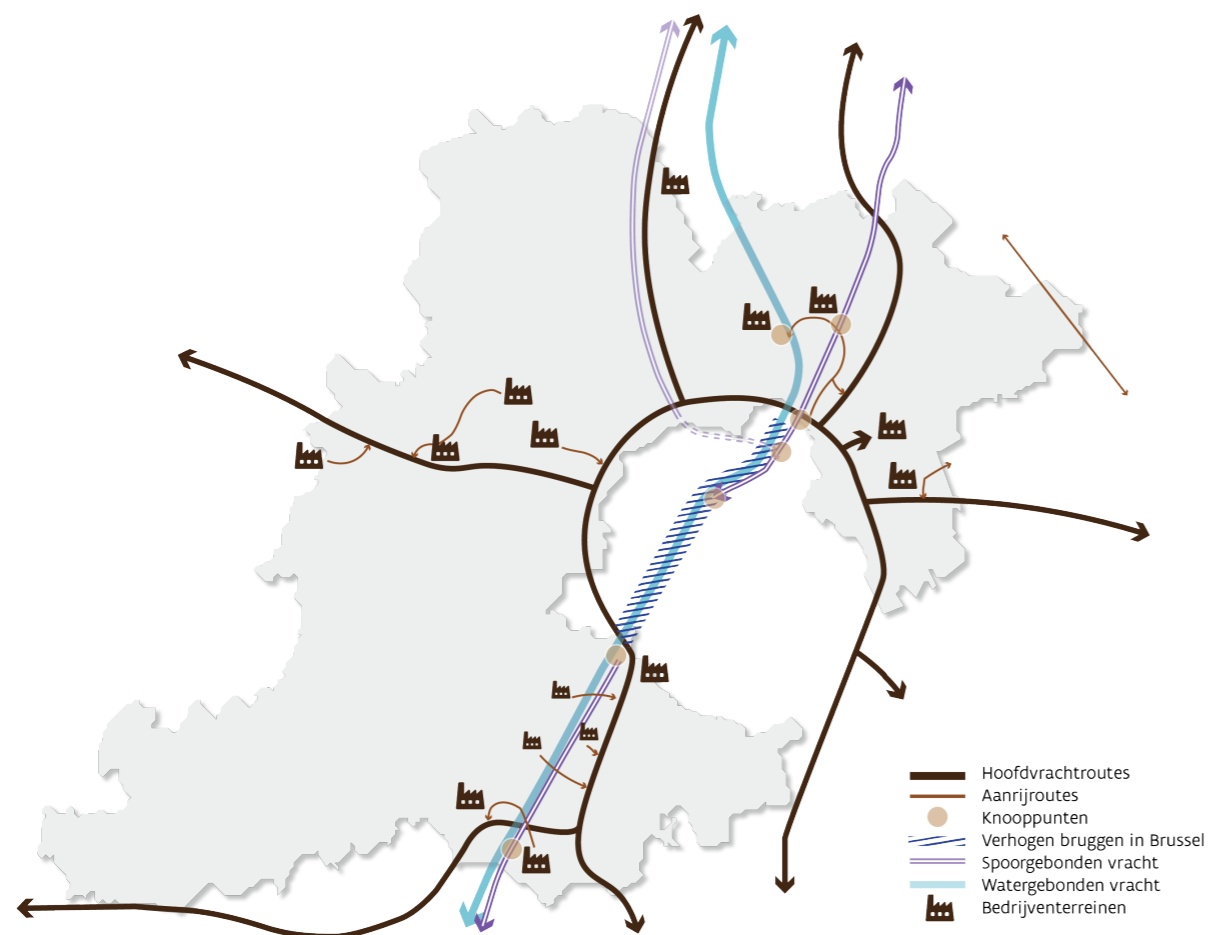 Hoofdvrachtroutes
Aanrijroutes
Knooppunten
Verhogen bruggen in Brussel
Spoorgebonden vracht
Watergebonden vracht
Bedrijventerreinen